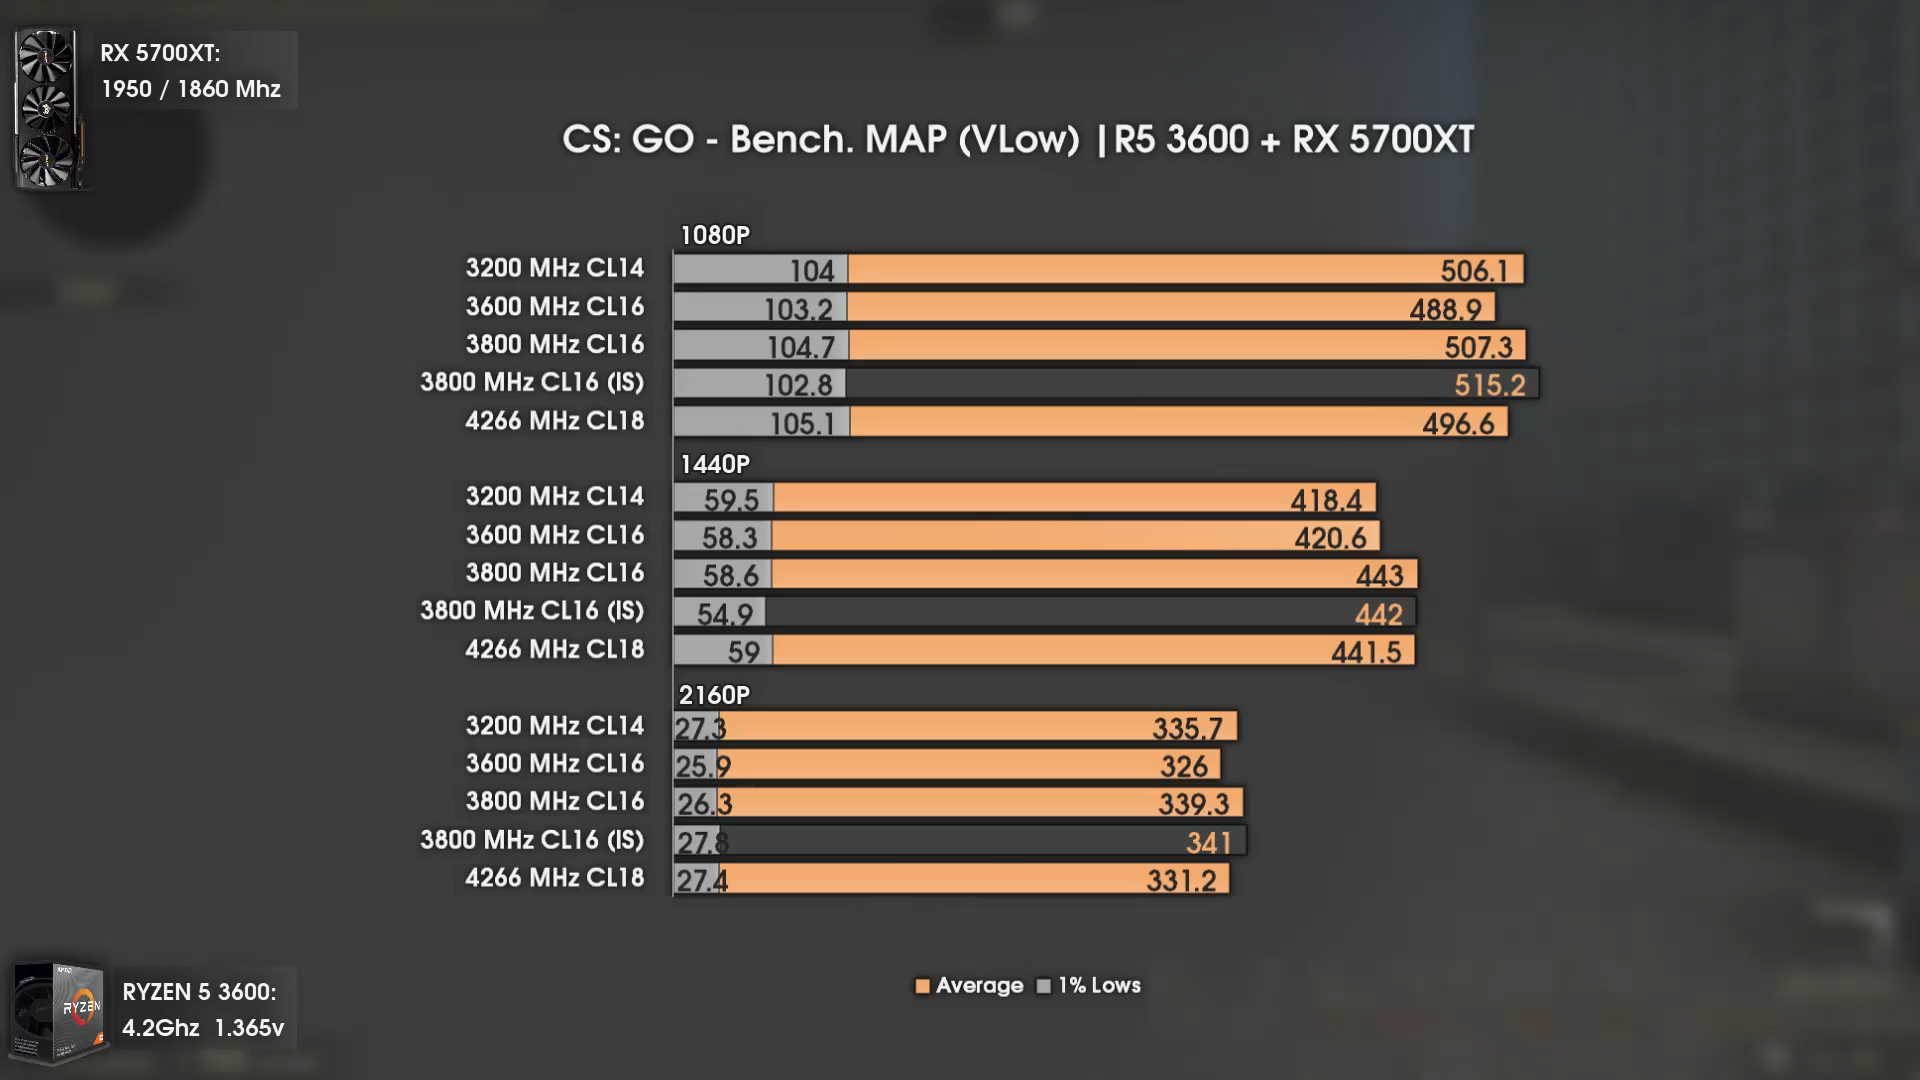 RX 5700XT:
1950 / 1860 Mhz
CS: GO - Bench. MAP (VLow) | R5 3600 + RX 5700XT
1080P
3200 MHz CL14 104 506.1
3600 MHz CL16 103.2 488.9
3800 MHz CL16 104.7 507.3
3800 MHz CL16 (IS) 102.8 515.2
4266 MHz CL18 105.1 496.6
1440P
3200 MHz CL14 59.5 418.4
3600 MHz CL16 58.3 420.6
3800 MHz CL16 58.6 443
3800 MHz CL16 (IS) 54.9 442
4266 MHz CL18 59 441.5
2160P
3200 MHz CL14 27.3 335.7
3600 MHz CL16 25.9 326
3800 MHz CL16 26.3 339.3
3800 MHz CL16 (IS) 27.8 341
4266 MHz CL18 27.4 331.2
Average 1% Lows
AMD
RYZEN
RYZEN 5 3600:
4.2Ghz 1.365v